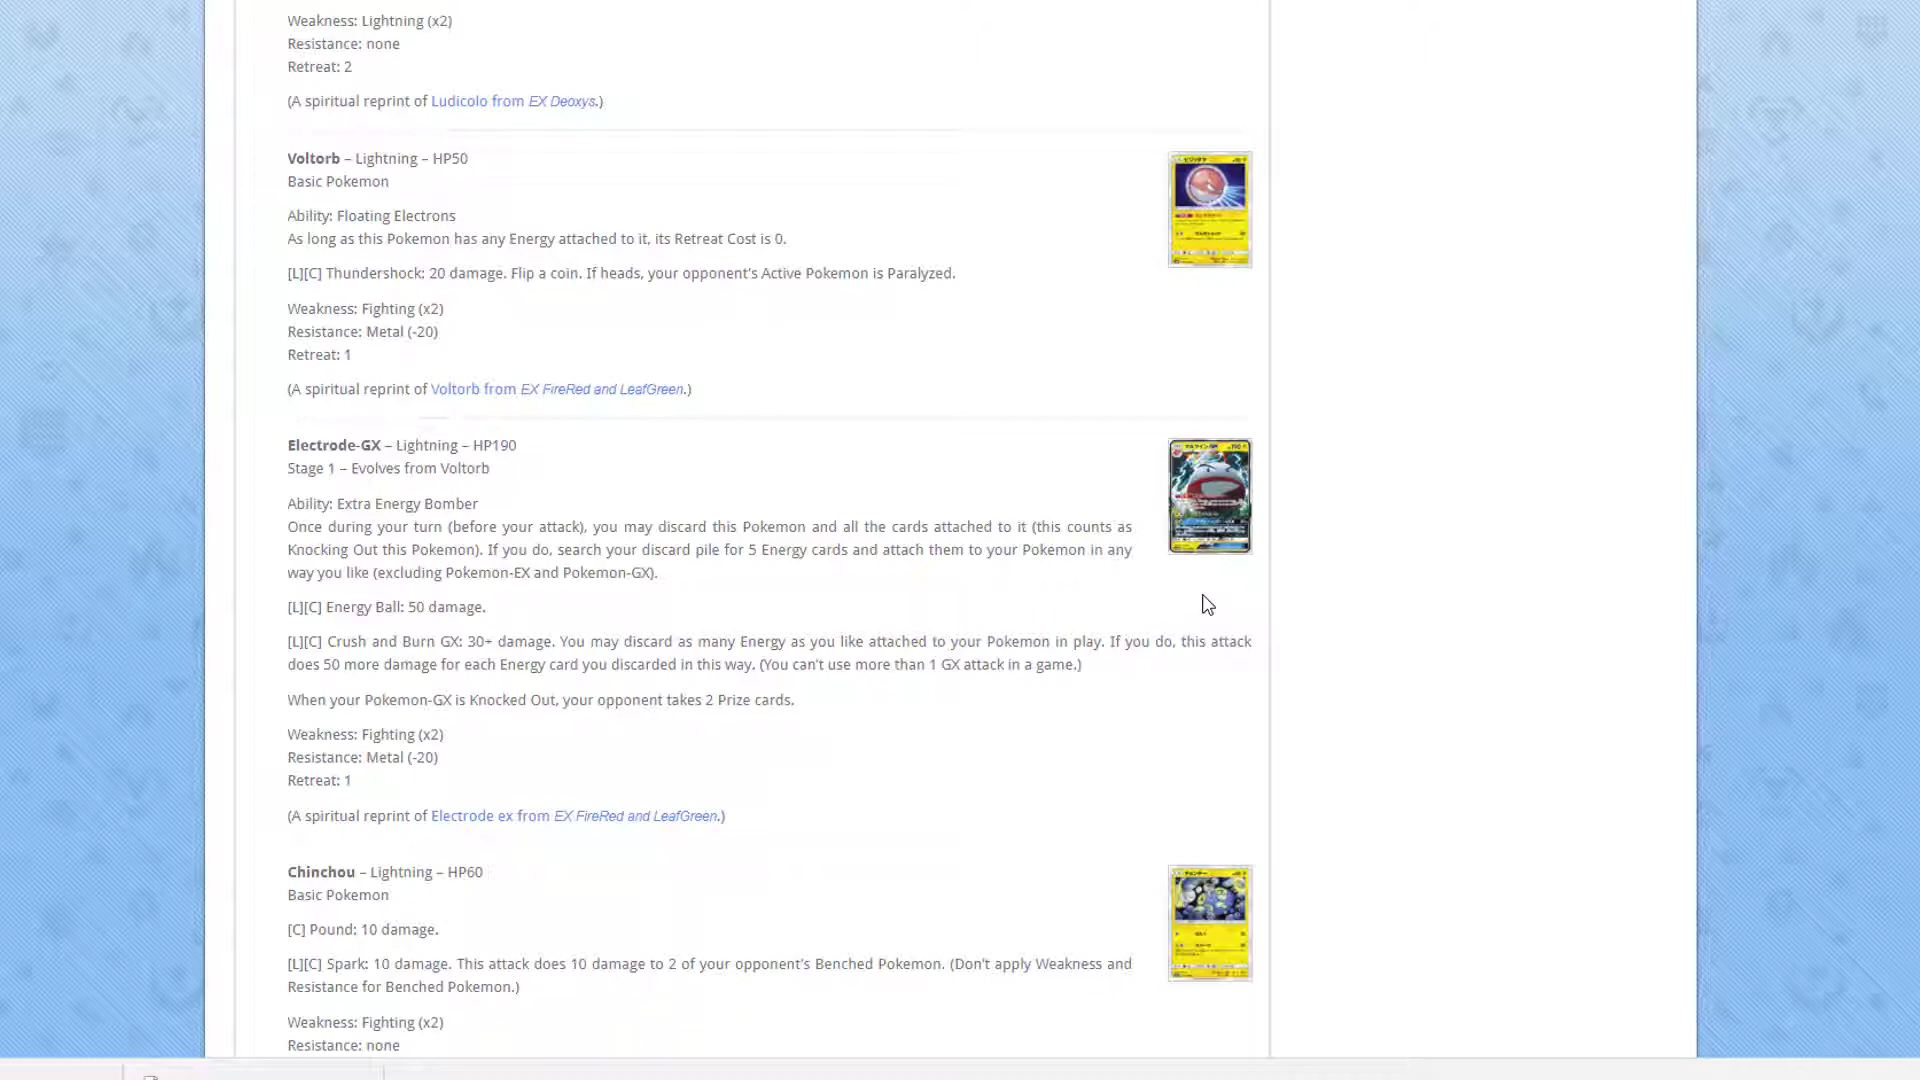 Weakness: Lightning (x2)
Resistance: none
Retreat: 2
(A spiritual reprint of Ludicolo from EX Deoxys.)
Voltorb – Lightning – HP50
Basic Pokemon
Ability: Floating Electrons
As long as this Pokemon has any Energy attached to it, its Retreat Cost is 0.
[L][C] Thundershock: 20 damage. Flip a coin. If heads, your opponent's Active Pokemon is Paralyzed.
Weakness: Fighting (x2)
Resistance: Metal (-20)
Retreat: 1
(A spiritual reprint of Voltorb from EX FireRed and LeafGreen.)
Electrode-GX – Lightning – HP190
Stage 1 – Evolves from Voltorb
Ability: Extra Energy Bomber
Once during your turn (before your attack), you may discard this Pokemon and all the cards attached to it (this counts as
Knocking Out this Pokemon). If you do, search your discard pile for 5 Energy cards and attach them to your Pokemon in any
way you like (excluding Pokemon-EX and Pokemon-GX).
[L][C] Energy Ball: 50 damage.
[L][C] Crush and Burn GX: 30+ damage. You may discard as many Energy as you like attached to your Pokemon in play. If you do, this attack
does 50 more damage for each Energy card you discarded in this way. (You can't use more than 1 GX attack in a game.)
When your Pokemon-GX is Knocked Out, your opponent takes 2 Prize cards.
Weakness: Fighting (x2)
Resistance: Metal (-20)
Retreat: 1
(A spiritual reprint of Electrode ex from EX FireRed and LeafGreen.)
Chinchou – Lightning – HP60
Basic Pokemon
[C] Pound: 10 damage.
[L][C] Spark: 10 damage. This attack does 10 damage to 2 of your opponent's Benched Pokemon. (Don't apply Weakness and
Resistance for Benched Pokemon.)
Weakness: Fighting (x2)
Resistance: none